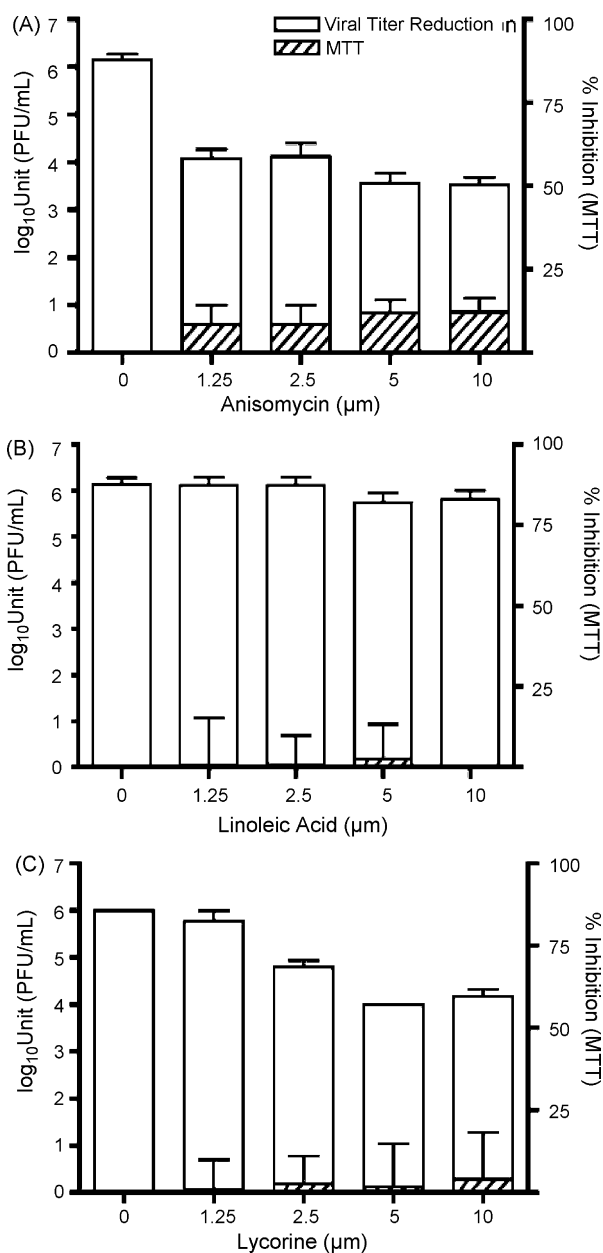 (A)
Viral Titer Reduction in
MTT
log10Unit (PFU/mL)
7
6
5
4
3
2
1
0
100
75
50
25
% Inhibition (MTT)
0 1.25 2.5 5 10
Anisomycin (µm)
(B)
log10Unit (PFU/mL)
7
6
5
4
3
2
1
0
100
75
50
25
% Inhibition (MTT)
0 1.25 2.5 5 10
Linoleic Acid (µm)
(C)
log10Unit (PFU/mL)
7
6
5
4
3
2
1
0
100
75
50
25
% Inhibition (MTT)
0 1.25 2.5 5 10
Lycorine (µm)